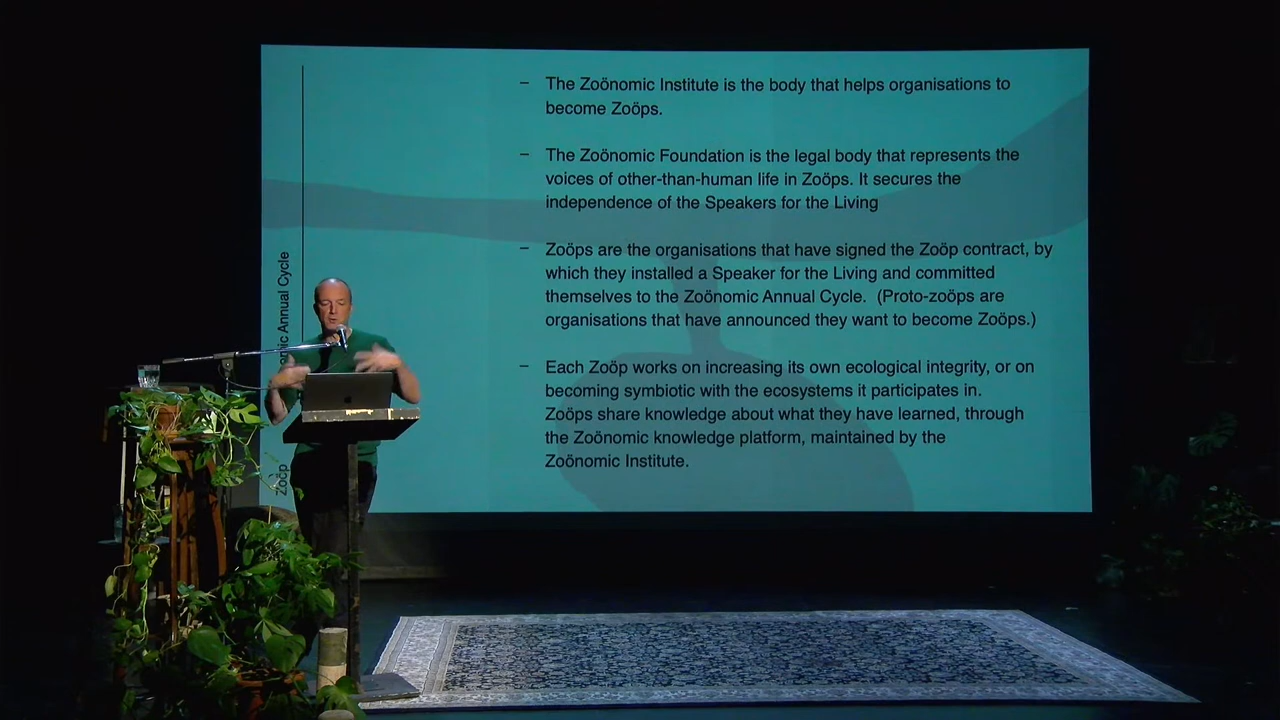 – The Zoönomic Institute is the body that helps organisations to
become Zoöps.
– The Zoönomic Foundation is the legal body that represents the
voices of other-than-human life in Zoöps. It secures the
independence of the Speakers for the Living
– Zoöps are the organisations that have signed the Zoöp contract, by
which they installed a Speaker for the Living and committed
themselves to the Zoönomic Annual Cycle. (Proto-zoöps are
organisations that have announced they want to become Zoöps.)
– Each Zoöp works on increasing its own ecological integrity, or on
becoming symbiotic with the ecosystems it participates in.
Zoöps share knowledge about what they have learned, through
the Zoönomic knowledge platform, maintained by the
Zoönomic Institute.
Annual Cycle
Zoöp